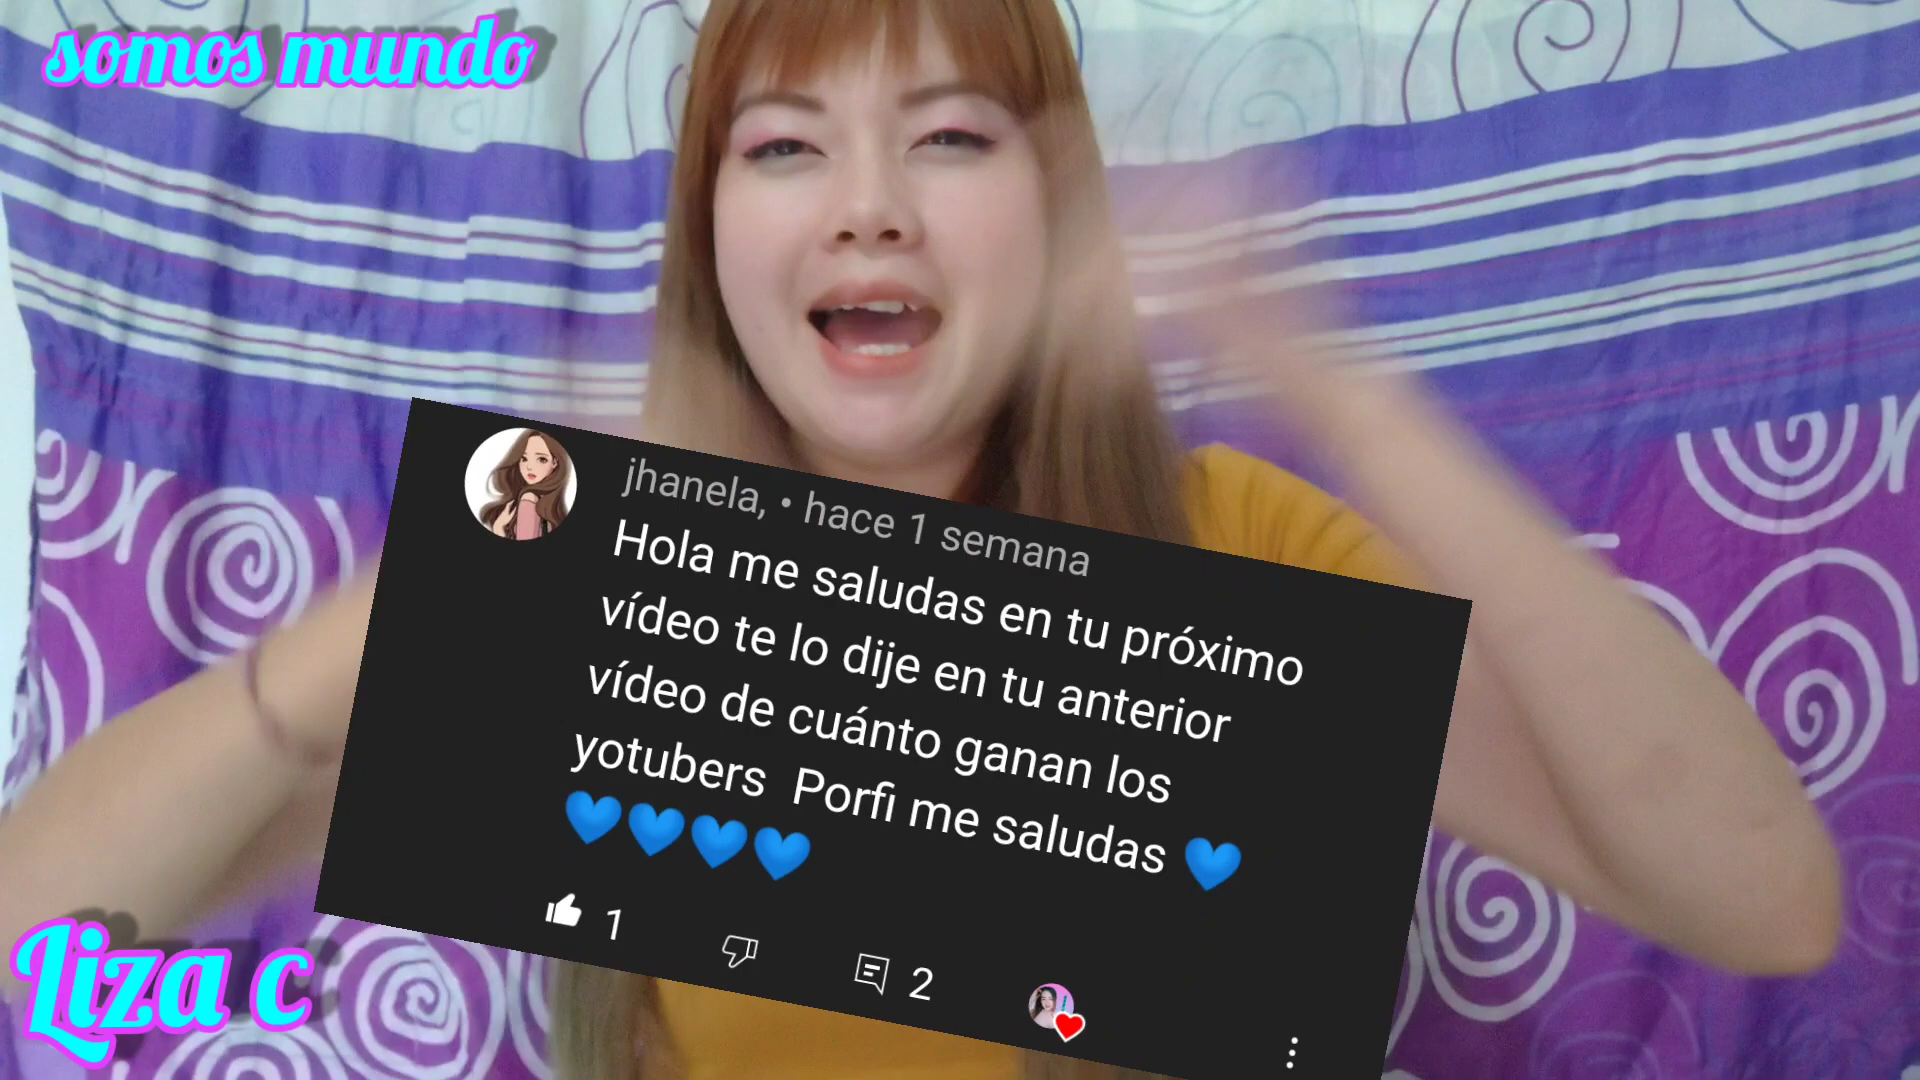 somos mundo
jhanela, • hace 1 semana
Hola me saludas en tu próximo
vídeo te lo dije en tu anterior
vídeo de cuánto ganan los
yotubers  Porfi me saludas 💙
💙💙💙💙
1
2
Liza c